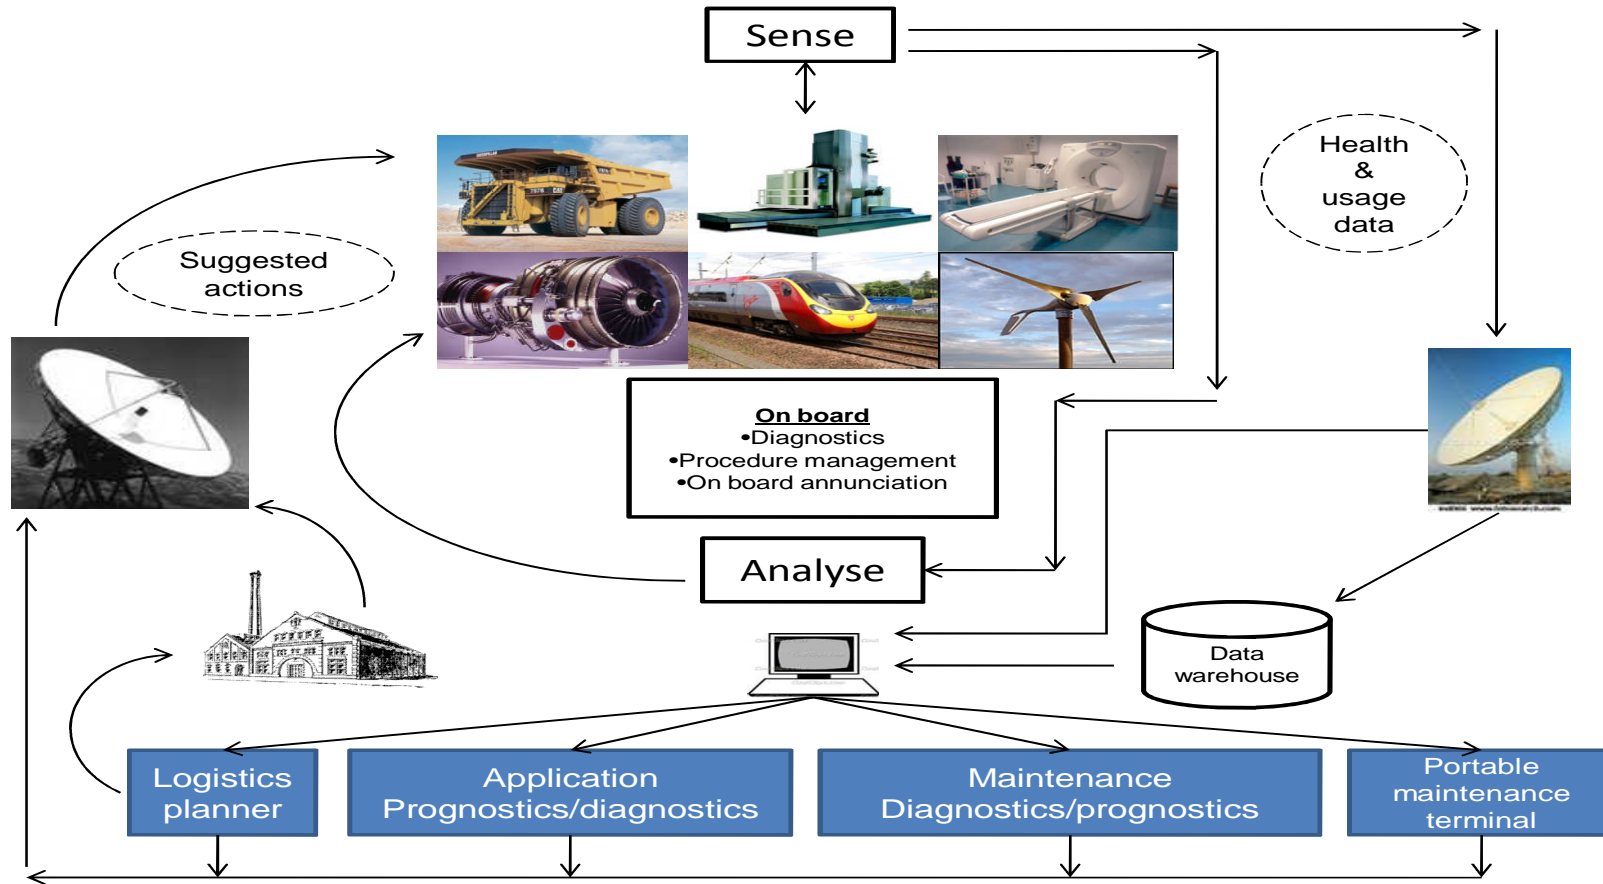 Sense
Health
&
usage
data
Suggested
actions
On board
•Diagnostics
•Procedure management
•On board annunciation
Analyse
Data
warehouse
Logistics
planner
Application
Prognostics/diagnostics
Maintenance
Diagnostics/prognostics
Portable
maintenance
terminal